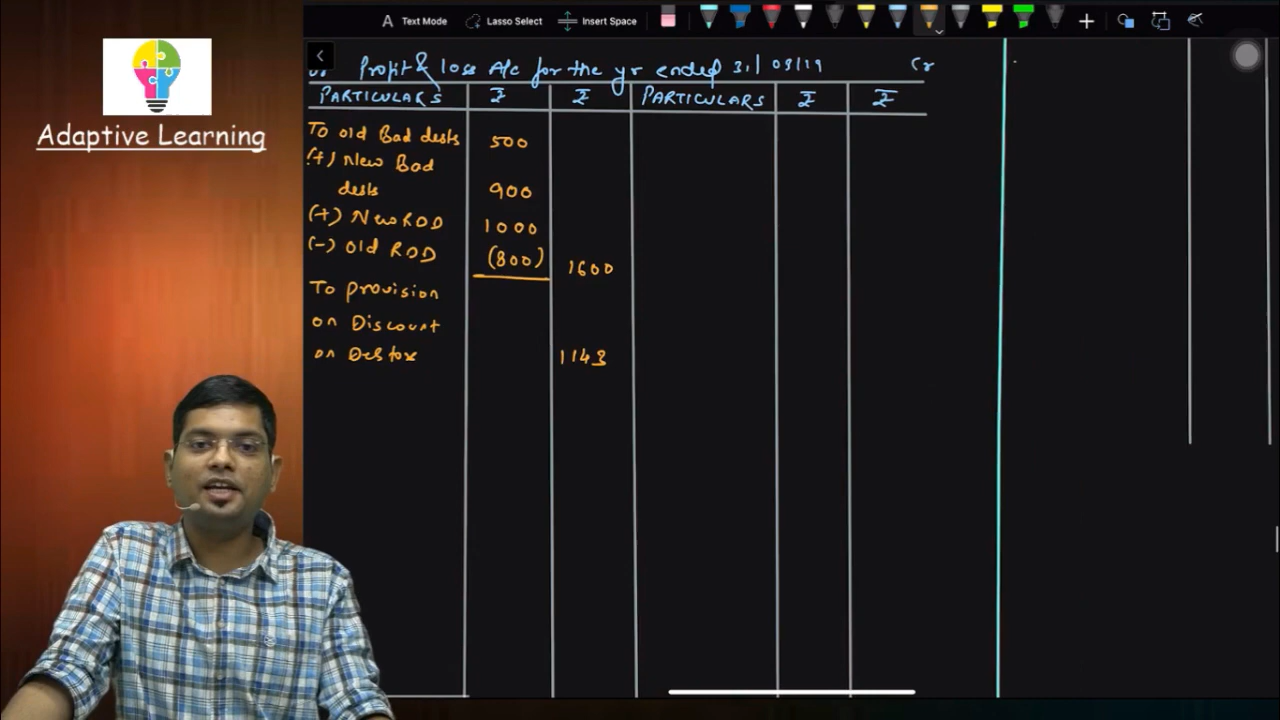 Text Mode
Lasso Select
Insert Space
Adaptive Learning
Profit & loss A/c for the yr ended 31/03/19 Cr
PARTICULARS ₹ ₹ PARTICULARS ₹ ₹
To old Bad debts 500
(+) New Bad
debts 900
(+) New RDD 1000
(-) Old RDD (800) 1600
To provision
on Discount
on Debtor 1143